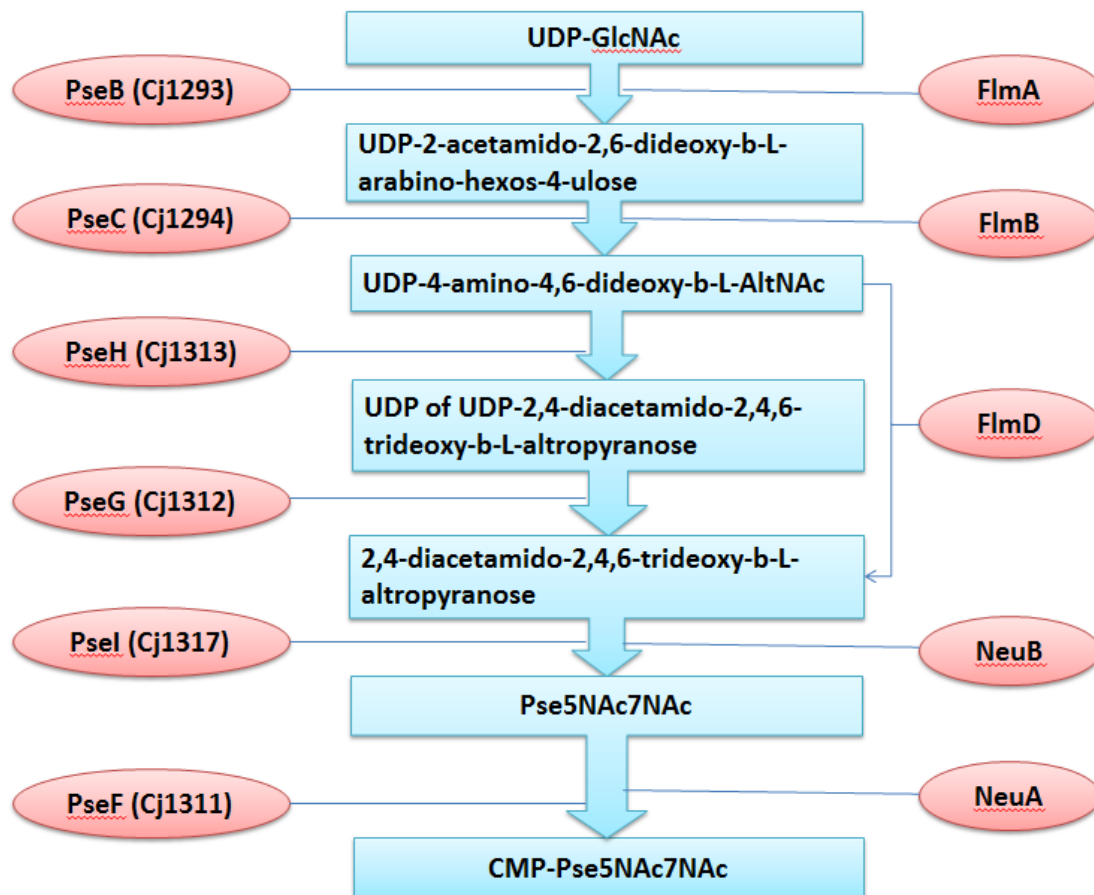 UDP-GlcNAc
PseB (Cj1293)
FlmA
UDP-2-acetamido-2,6-dideoxy-b-L-
arabino-hexos-4-ulose
PseC (Cj1294)
FlmB
UDP-4-amino-4,6-dideoxy-b-L-AltNAc
PseH (Cj1313)
UDP of UDP-2,4-diacetamido-2,4,6-
trideoxy-b-L-altropyranose
FlmD
PseG (Cj1312)
2,4-diacetamido-2,4,6-trideoxy-b-L-
altropyranose
PseI (Cj1317)
NeuB
Pse5NAc7NAc
PseF (Cj1311)
NeuA
CMP-Pse5NAc7NAc